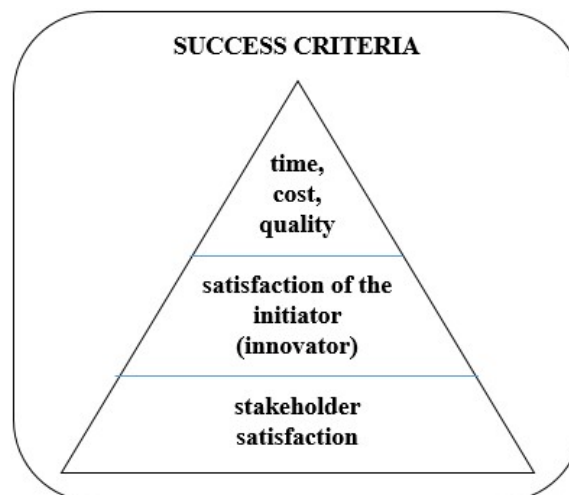 SUCCESS CRITERIA
time,
cost,
quality
satisfaction of the
initiator
(innovator)
stakeholder
satisfaction